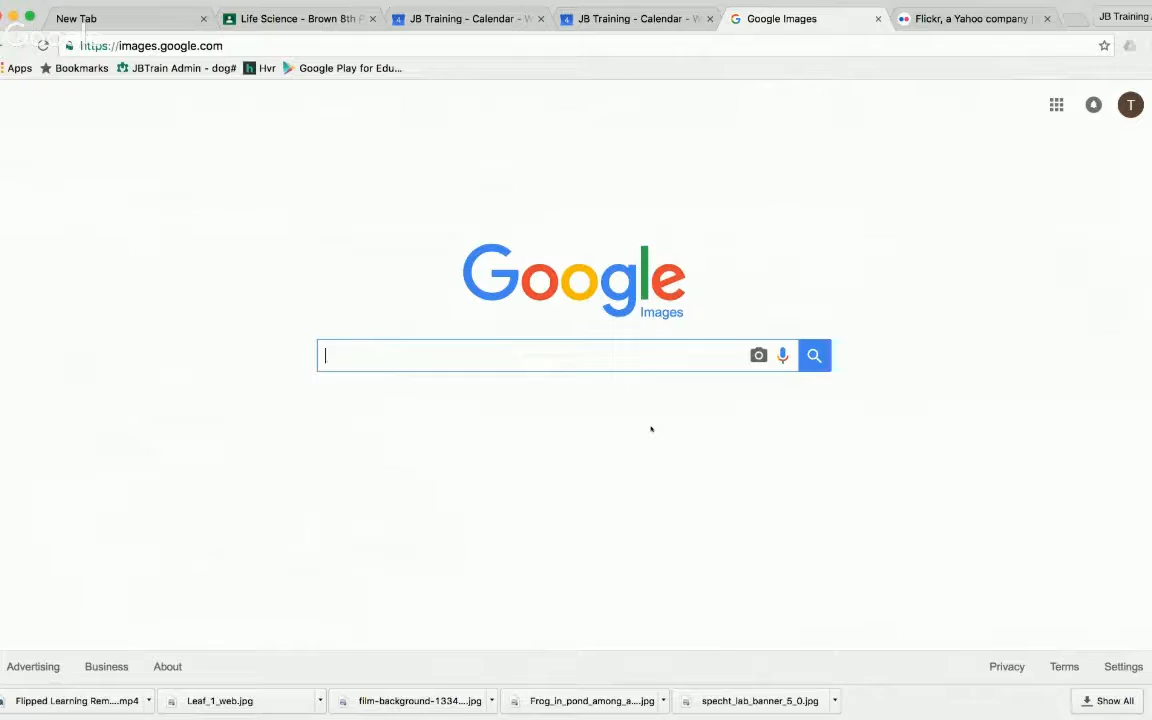 New Tab
Life Science - Brown 8th
JB Training - Calendar - W
JB Training - Calendar - W
Google Images
Flickr, a Yahoo company
JB Training
https://images.google.com
Apps
Bookmarks
JBTrain Admin - dog#
Hvr
Google Play for Edu...
T
Google
Images
Advertising
Business
About
Privacy
Terms
Settings
Flipped Learning Rem....mp4
Leaf_1_web.jpg
film-background-1334....jpg
Frog_in_pond_among_a....jpg
specht_lab_banner_5_0.jpg
Show All